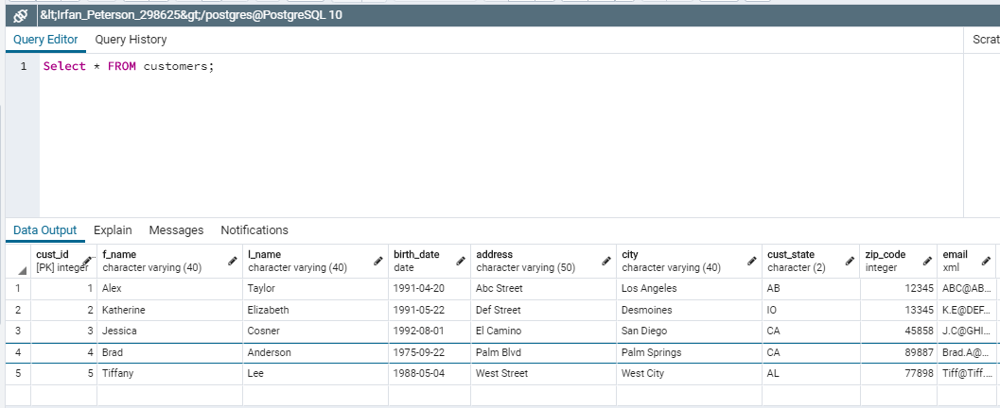 &lt;Irfan_Peterson_298625&gt;/postgres@PostgreSQL 10
Query Editor Query History Scrat
1 Select * FROM customers;
Data Output Explain Messages Notifications
cust_id f_name l_name birth_date address city cust_state zip_code email
[PK] integer character varying (40) character varying (40) date character varying (50) character varying (40) character (2) integer xml
1 1 Alex Taylor 1991-04-20 Abc Street Los Angeles AB 12345 ABC@AB...
2 2 Katherine Elizabeth 1991-05-22 Def Street Desmoines IO 13345 K.E@DEF...
3 3 Jessica Cosner 1992-08-01 El Camino San Diego CA 45858 J.C@GHI...
4 4 Brad Anderson 1975-09-22 Palm Blvd Palm Springs CA 89887 Brad.A@...
5 5 Tiffany Lee 1988-05-04 West Street West City AL 77898 Tiff@Tiff....